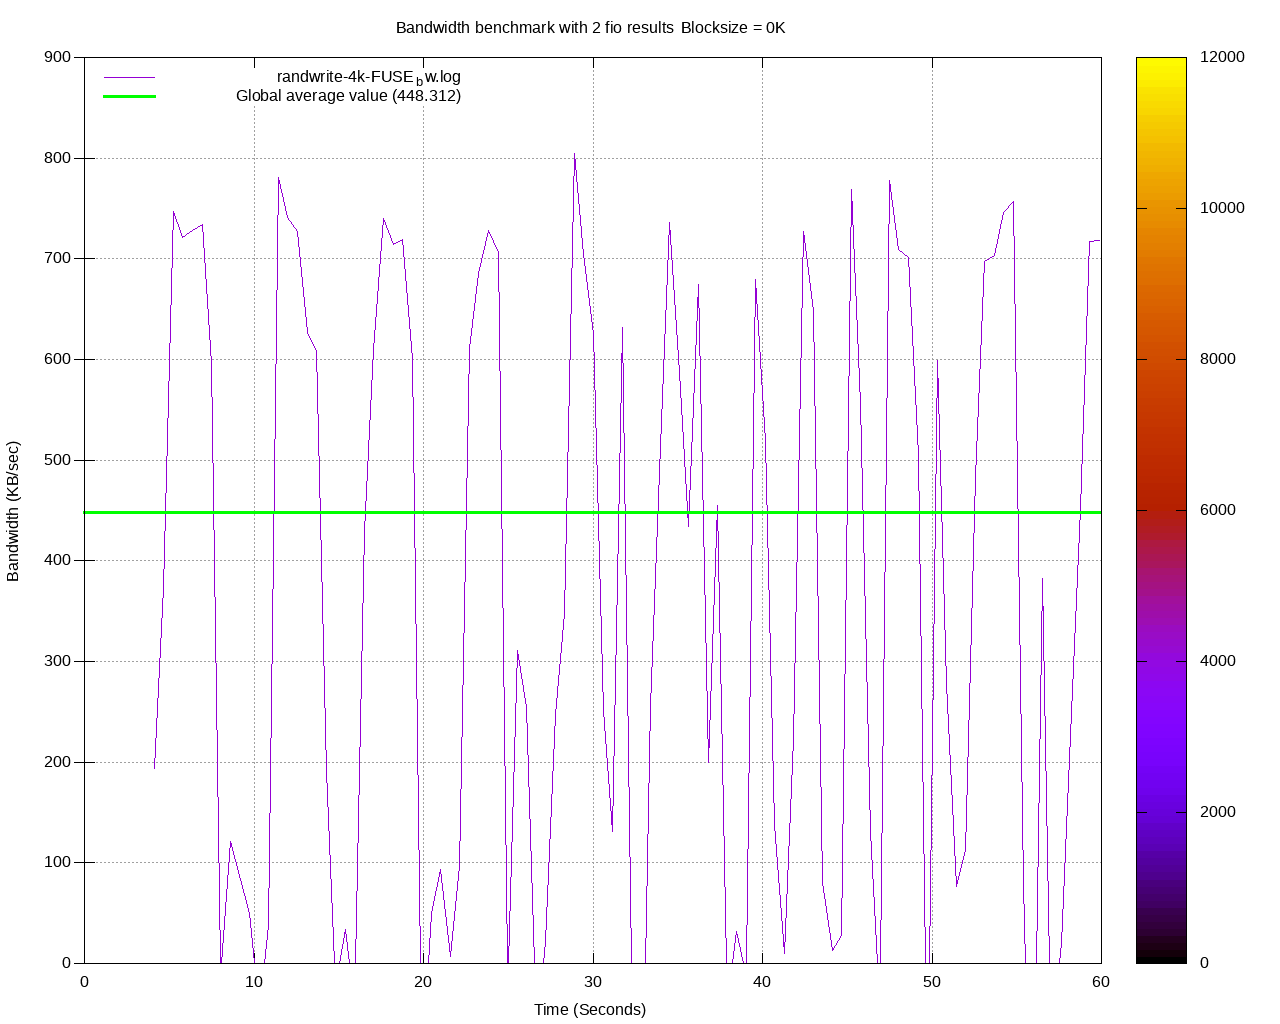 Bandwidth benchmark with 2 fio results Blocksize = 0K
randwrite-4k-FUSE_bw.log
Global average value (448.312)
900
800
700
600
500
400
300
200
100
0
Bandwidth (KB/sec)
0 10 20 30 40 50 60
Time (Seconds)
12000
10000
8000
6000
4000
2000
0